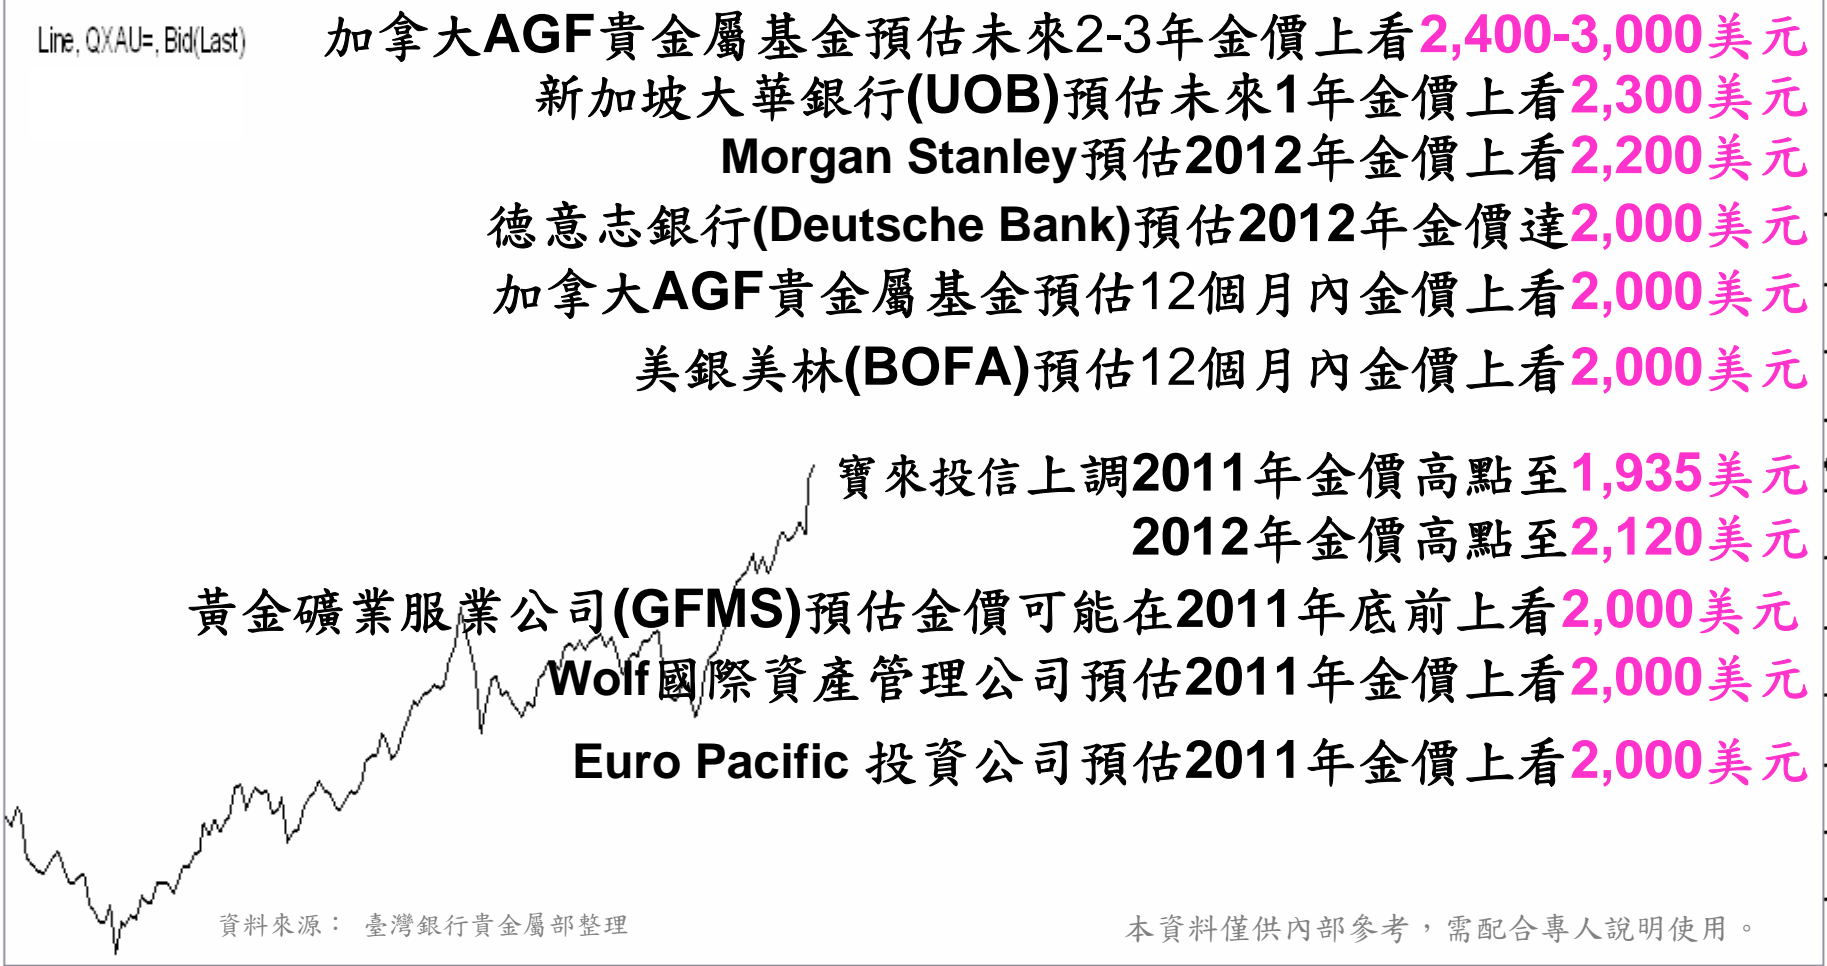 Line, QXAU=, Bid(Last)
加拿大AGF貴金屬基金預估未來2-3年金價上看2,400-3,000美元
新加坡大華銀行(UOB)預估未來1年金價上看2,300美元
Morgan Stanley預估2012年金價上看2,200美元
德意志銀行(Deutsche Bank)預估2012年金價達2,000美元
加拿大AGF貴金屬基金預估12個月內金價上看2,000美元
美銀美林(BOFA)預估12個月內金價上看2,000美元
寶來投信上調2011年金價高點至1,935美元
2012年金價高點至2,120美元
黃金礦業服業公司(GFMS)預估金價可能在2011年底前上看2,000美元
Wolf國際資產管理公司預估2011年金價上看2,000美元
Euro Pacific 投資公司預估2011年金價上看2,000美元
資料來源： 臺灣銀行貴金屬部整理
本資料僅供內部參考，需配合專人說明使用。